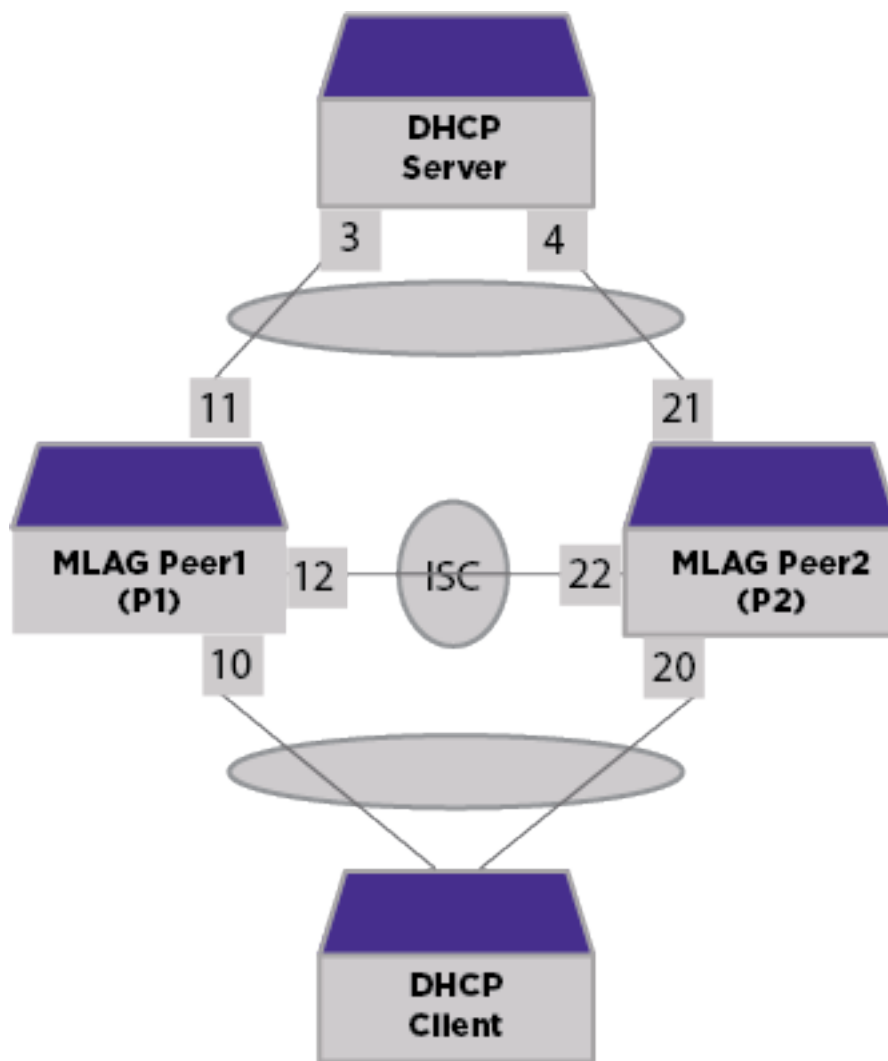 DHCP
Server
3
4
11
21
MLAG Peer1
(P1)
12
ISC
22
MLAG Peer2
(P2)
10
20
DHCP
Client